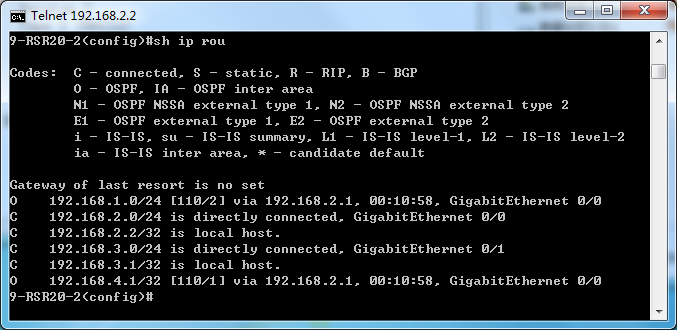 Telnet 192.168.2.2
9-RSR20-2(config)#sh ip rou
Codes:  C - connected, S - static, R - RIP, B - BGP
        O - OSPF, IA - OSPF inter area
        N1 - OSPF NSSA external type 1, N2 - OSPF NSSA external type 2
        E1 - OSPF external type 1, E2 - OSPF external type 2
        i - IS-IS, su - IS-IS summary, L1 - IS-IS level-1, L2 - IS-IS level-2
        ia - IS-IS inter area, * - candidate default
Gateway of last resort is no set
O    192.168.1.0/24 [110/2] via 192.168.2.1, 00:10:58, GigabitEthernet 0/0
C    192.168.2.0/24 is directly connected, GigabitEthernet 0/0
C    192.168.2.2/32 is local host.
C    192.168.3.0/24 is directly connected, GigabitEthernet 0/1
C    192.168.3.1/32 is local host.
O    192.168.4.1/32 [110/1] via 192.168.2.1, 00:10:58, GigabitEthernet 0/0
9-RSR20-2(config)#